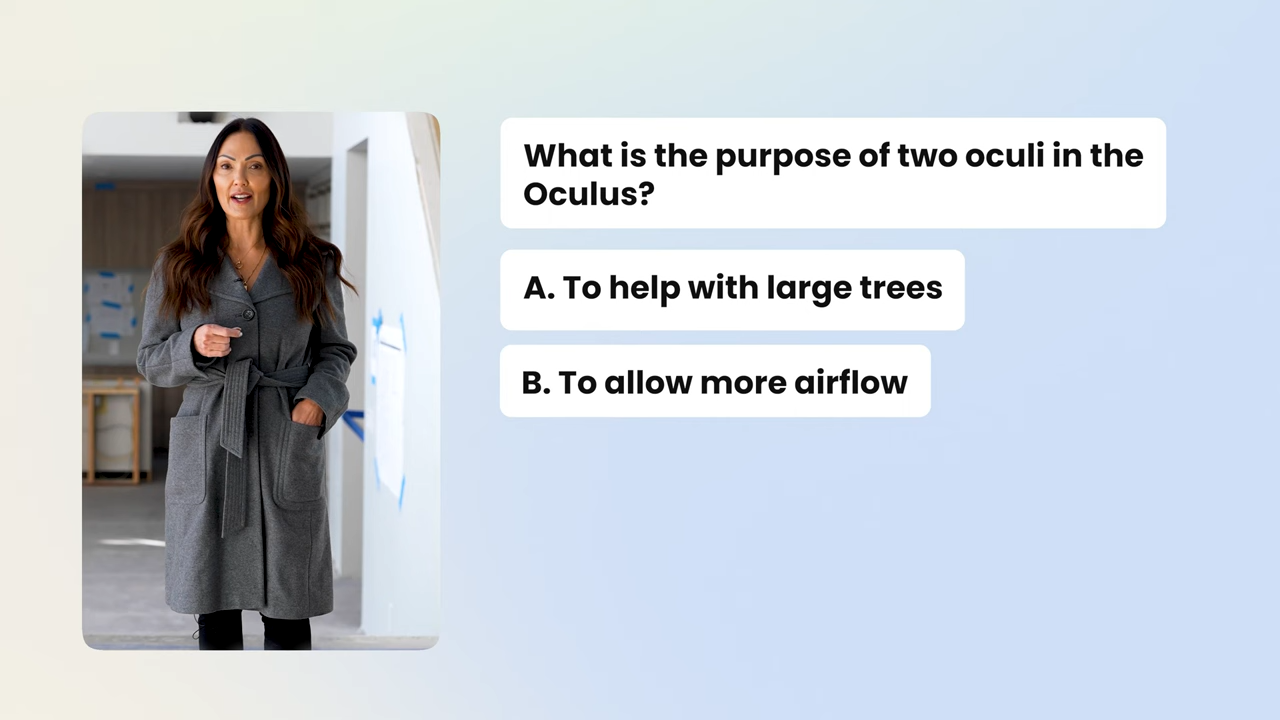 What is the purpose of two oculi in the
Oculus?
A. To help with large trees
B. To allow more airflow